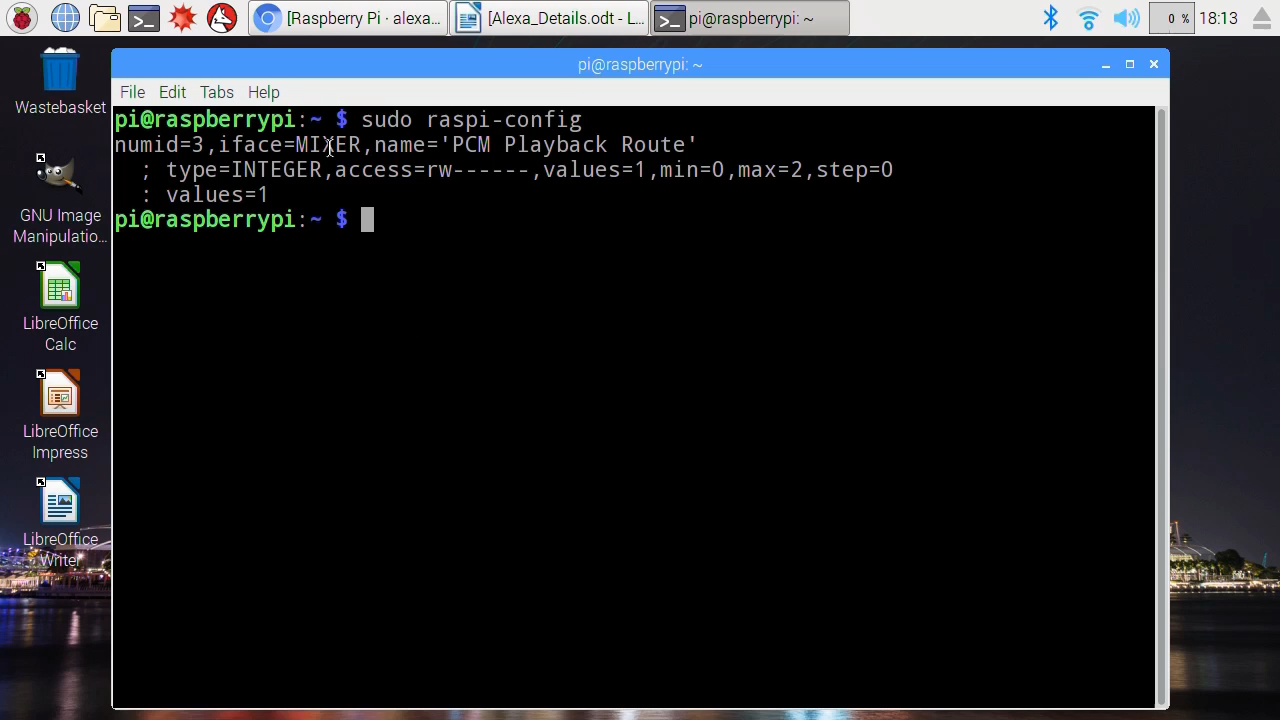 [Raspberry Pi · alexa...
[Alexa_Details.odt - L...
pi@raspberrypi: ~
0 %
18:13
Wastebasket
GNU Image
Manipulatio...
LibreOffice
Calc
LibreOffice
Impress
LibreOffice
Writer
pi@raspberrypi: ~
File Edit Tabs Help
pi@raspberrypi:~ $ sudo raspi-config
numid=3,iface=MIXER,name='PCM Playback Route'
; type=INTEGER,access=rw------,values=1,min=0,max=2,step=0
: values=1
pi@raspberrypi:~ $